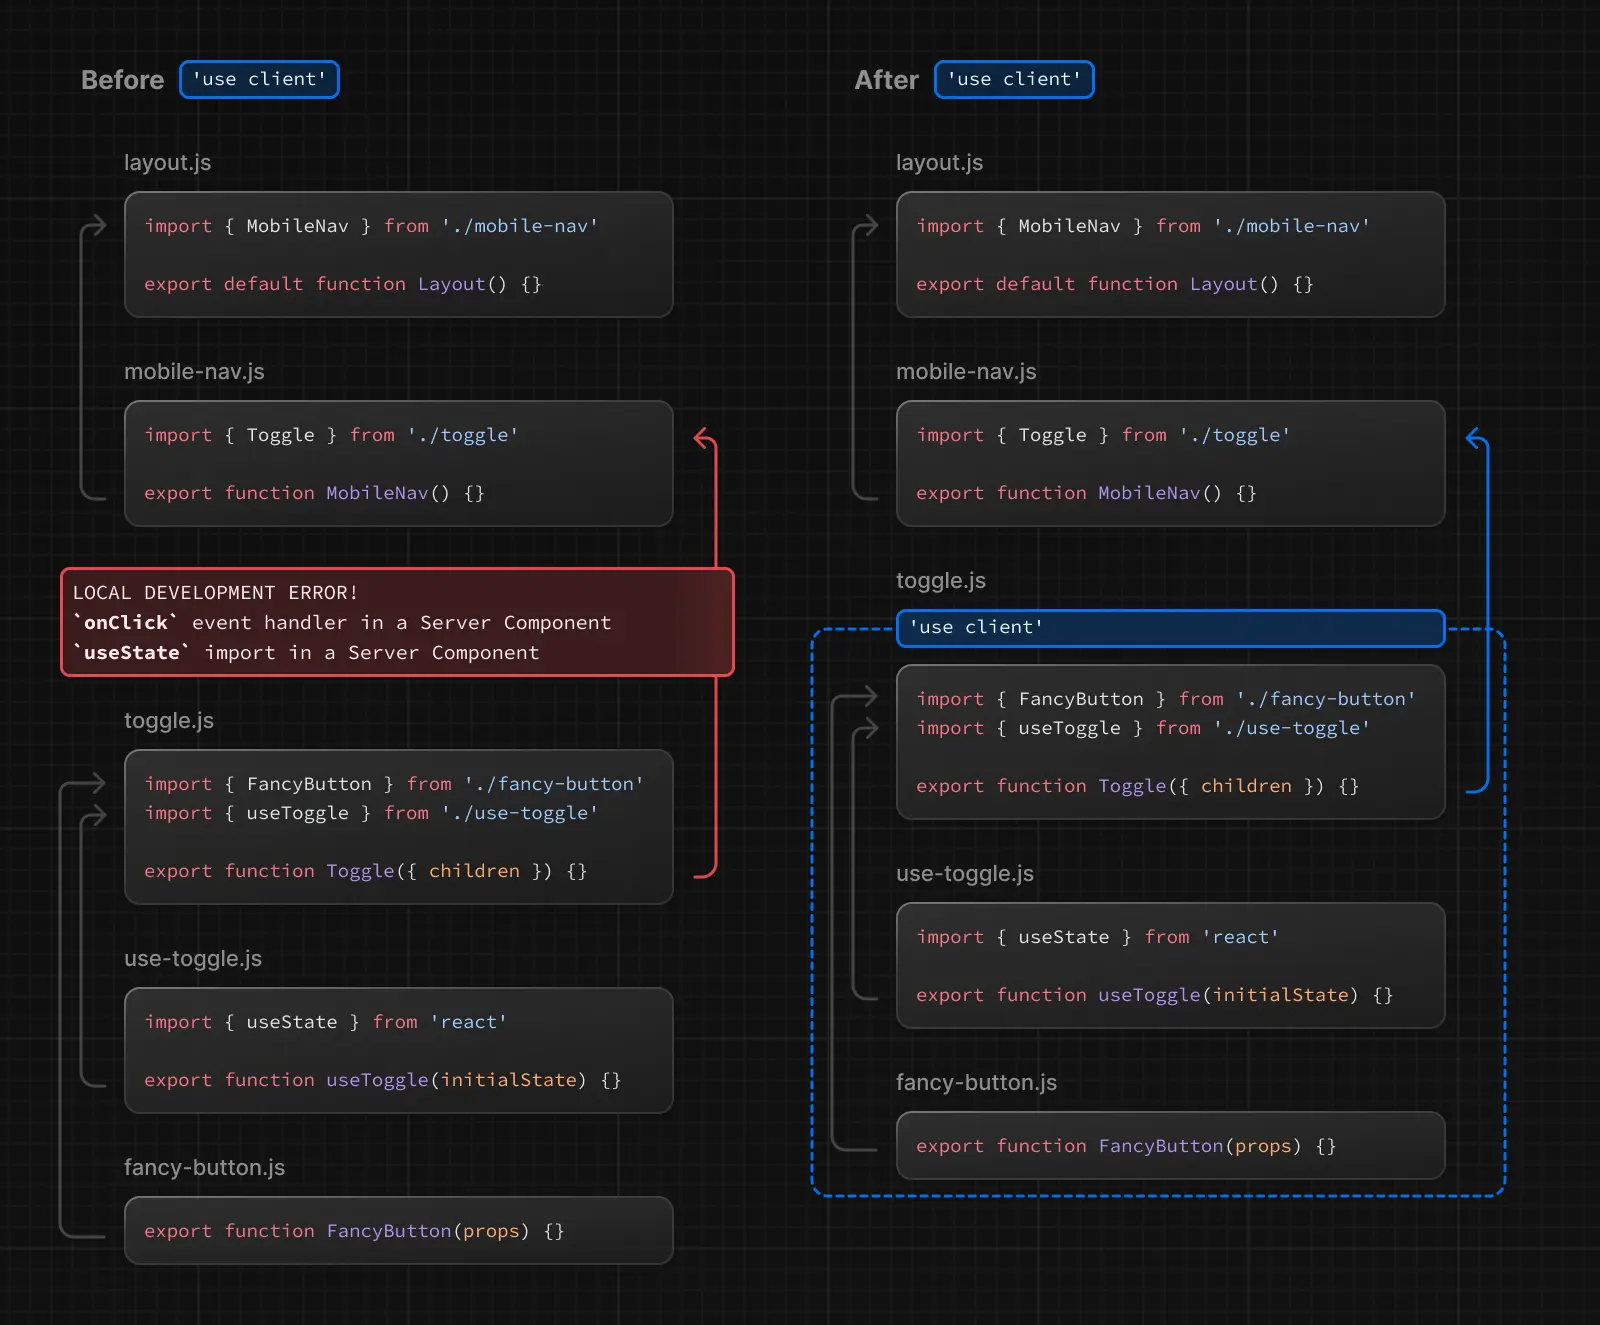 Before 'use client'
layout.js
import { MobileNav } from './mobile-nav'
export default function Layout() {}
mobile-nav.js
import { Toggle } from './toggle'
export function MobileNav() {}
LOCAL DEVELOPMENT ERROR!
`onClick` event handler in a Server Component
`useState` import in a Server Component
toggle.js
import { FancyButton } from './fancy-button'
import { useToggle } from './use-toggle'
export function Toggle({ children }) {}
use-toggle.js
import { useState } from 'react'
export function useToggle(initialState) {}
fancy-button.js
export function FancyButton(props) {}
After 'use client'
layout.js
import { MobileNav } from './mobile-nav'
export default function Layout() {}
mobile-nav.js
import { Toggle } from './toggle'
export function MobileNav() {}
toggle.js
'use client'
import { FancyButton } from './fancy-button'
import { useToggle } from './use-toggle'
export function Toggle({ children }) {}
use-toggle.js
import { useState } from 'react'
export function useToggle(initialState) {}
fancy-button.js
export function FancyButton(props) {}